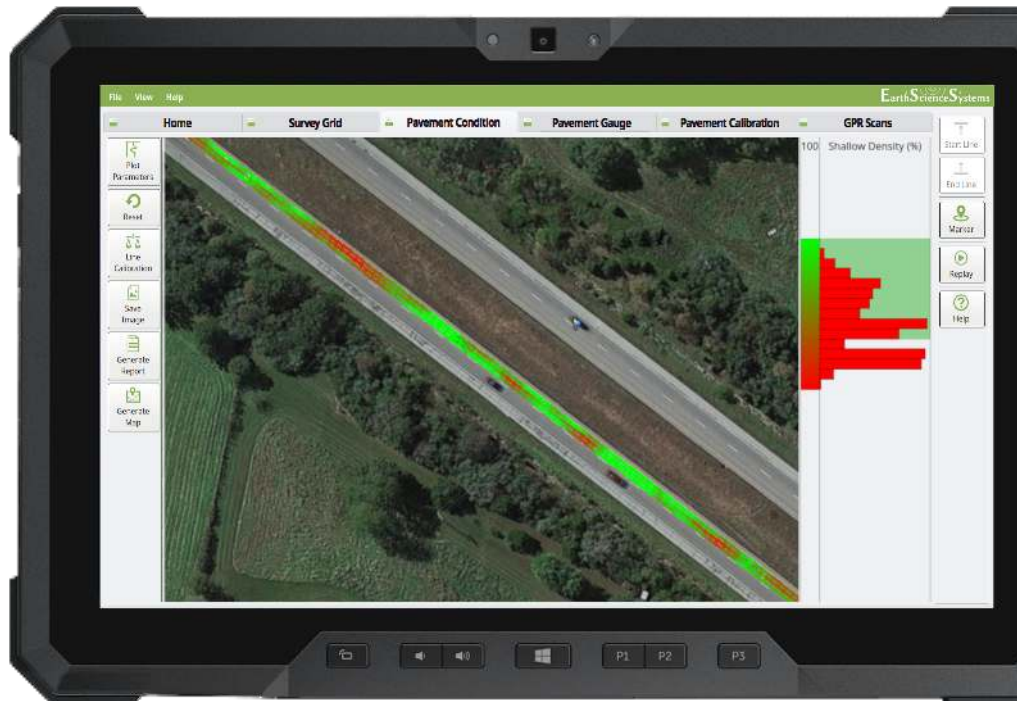 File View Help
EarthScienceSystems
Home
Survey Grid
Pavement Condition
Pavement Gauge
Pavement Calibration
GPR Scans
Plot
Parameters
Reset
Line
Calibration
Save
Image
Generate
Report
Generate
Map
100 Shallow Density (%)
Start Line
End Line
Marker
Replay
Help
P1 P2 P3